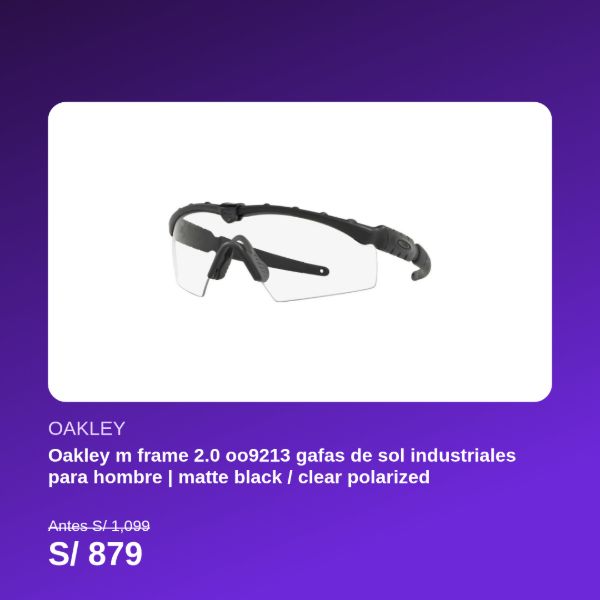 OAKLEY
Oakley m frame 2.0 oo9213 gafas de sol industriales
para hombre | matte black / clear polarized
Antes S/ 1,099
S/ 879